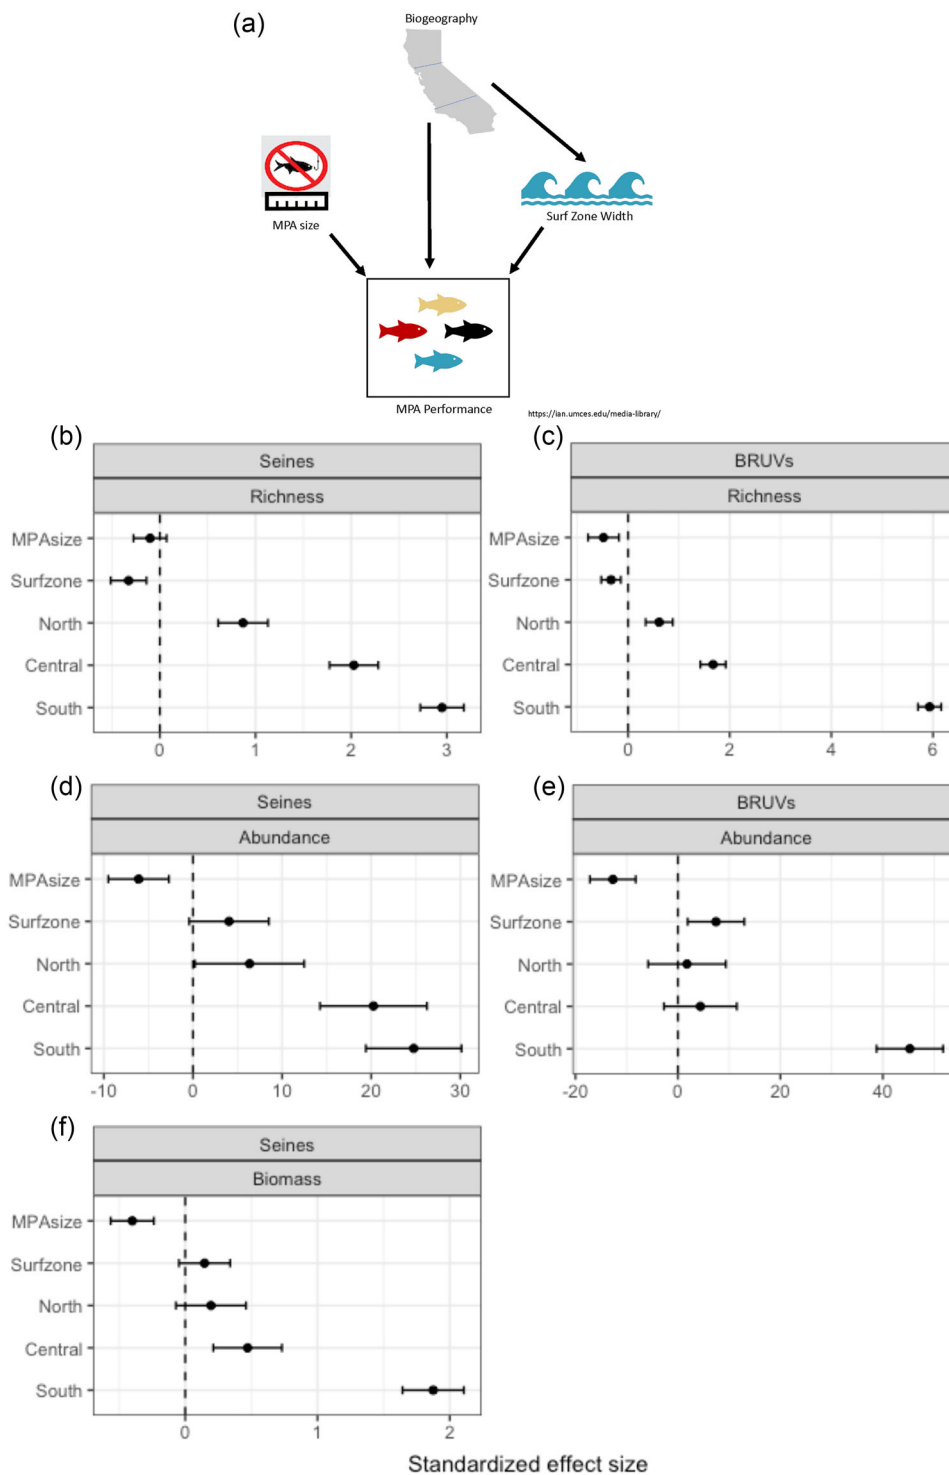 (a)
Biogeography
MPA size
Surf Zone Width
MPA Performance
https://ian.umces.edu/media-library/
(b)
Seines
Richness
MPAsize
Surfzone
North
Central
South
0 1 2 3
(c)
BRUVs
Richness
MPAsize
Surfzone
North
Central
South
0 2 4 6
(d)
Seines
Abundance
MPAsize
Surfzone
North
Central
South
-10 0 10 20 30
(e)
BRUVs
Abundance
MPAsize
Surfzone
North
Central
South
-20 0 20 40
(f)
Seines
Biomass
MPAsize
Surfzone
North
Central
South
0 1 2
Standardized effect size